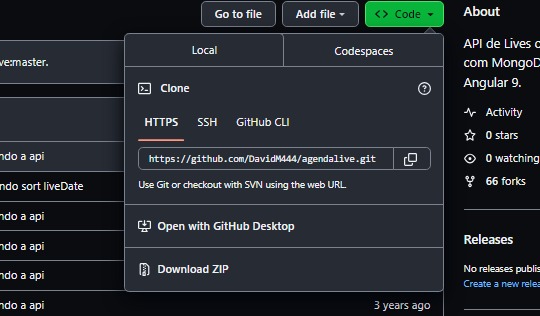 Go to file
Add file
Code
About
Local
Codespaces
ve:master.
API de Lives
com MongoD
Angular 9.
Clone
HTTPS
SSH
GitHub CLI
https://github.com/DavidM444/agendalive.git
Use Git or checkout with SVN using the web URL.
Open with GitHub Desktop
Download ZIP
ndo a api
ndo sort liveDate
ndo a api
ndo a api
ndo a api
ndo a api
3 years ago
Activity
0 stars
0 watching
66 forks
Releases
No releases publis
Create a new relea